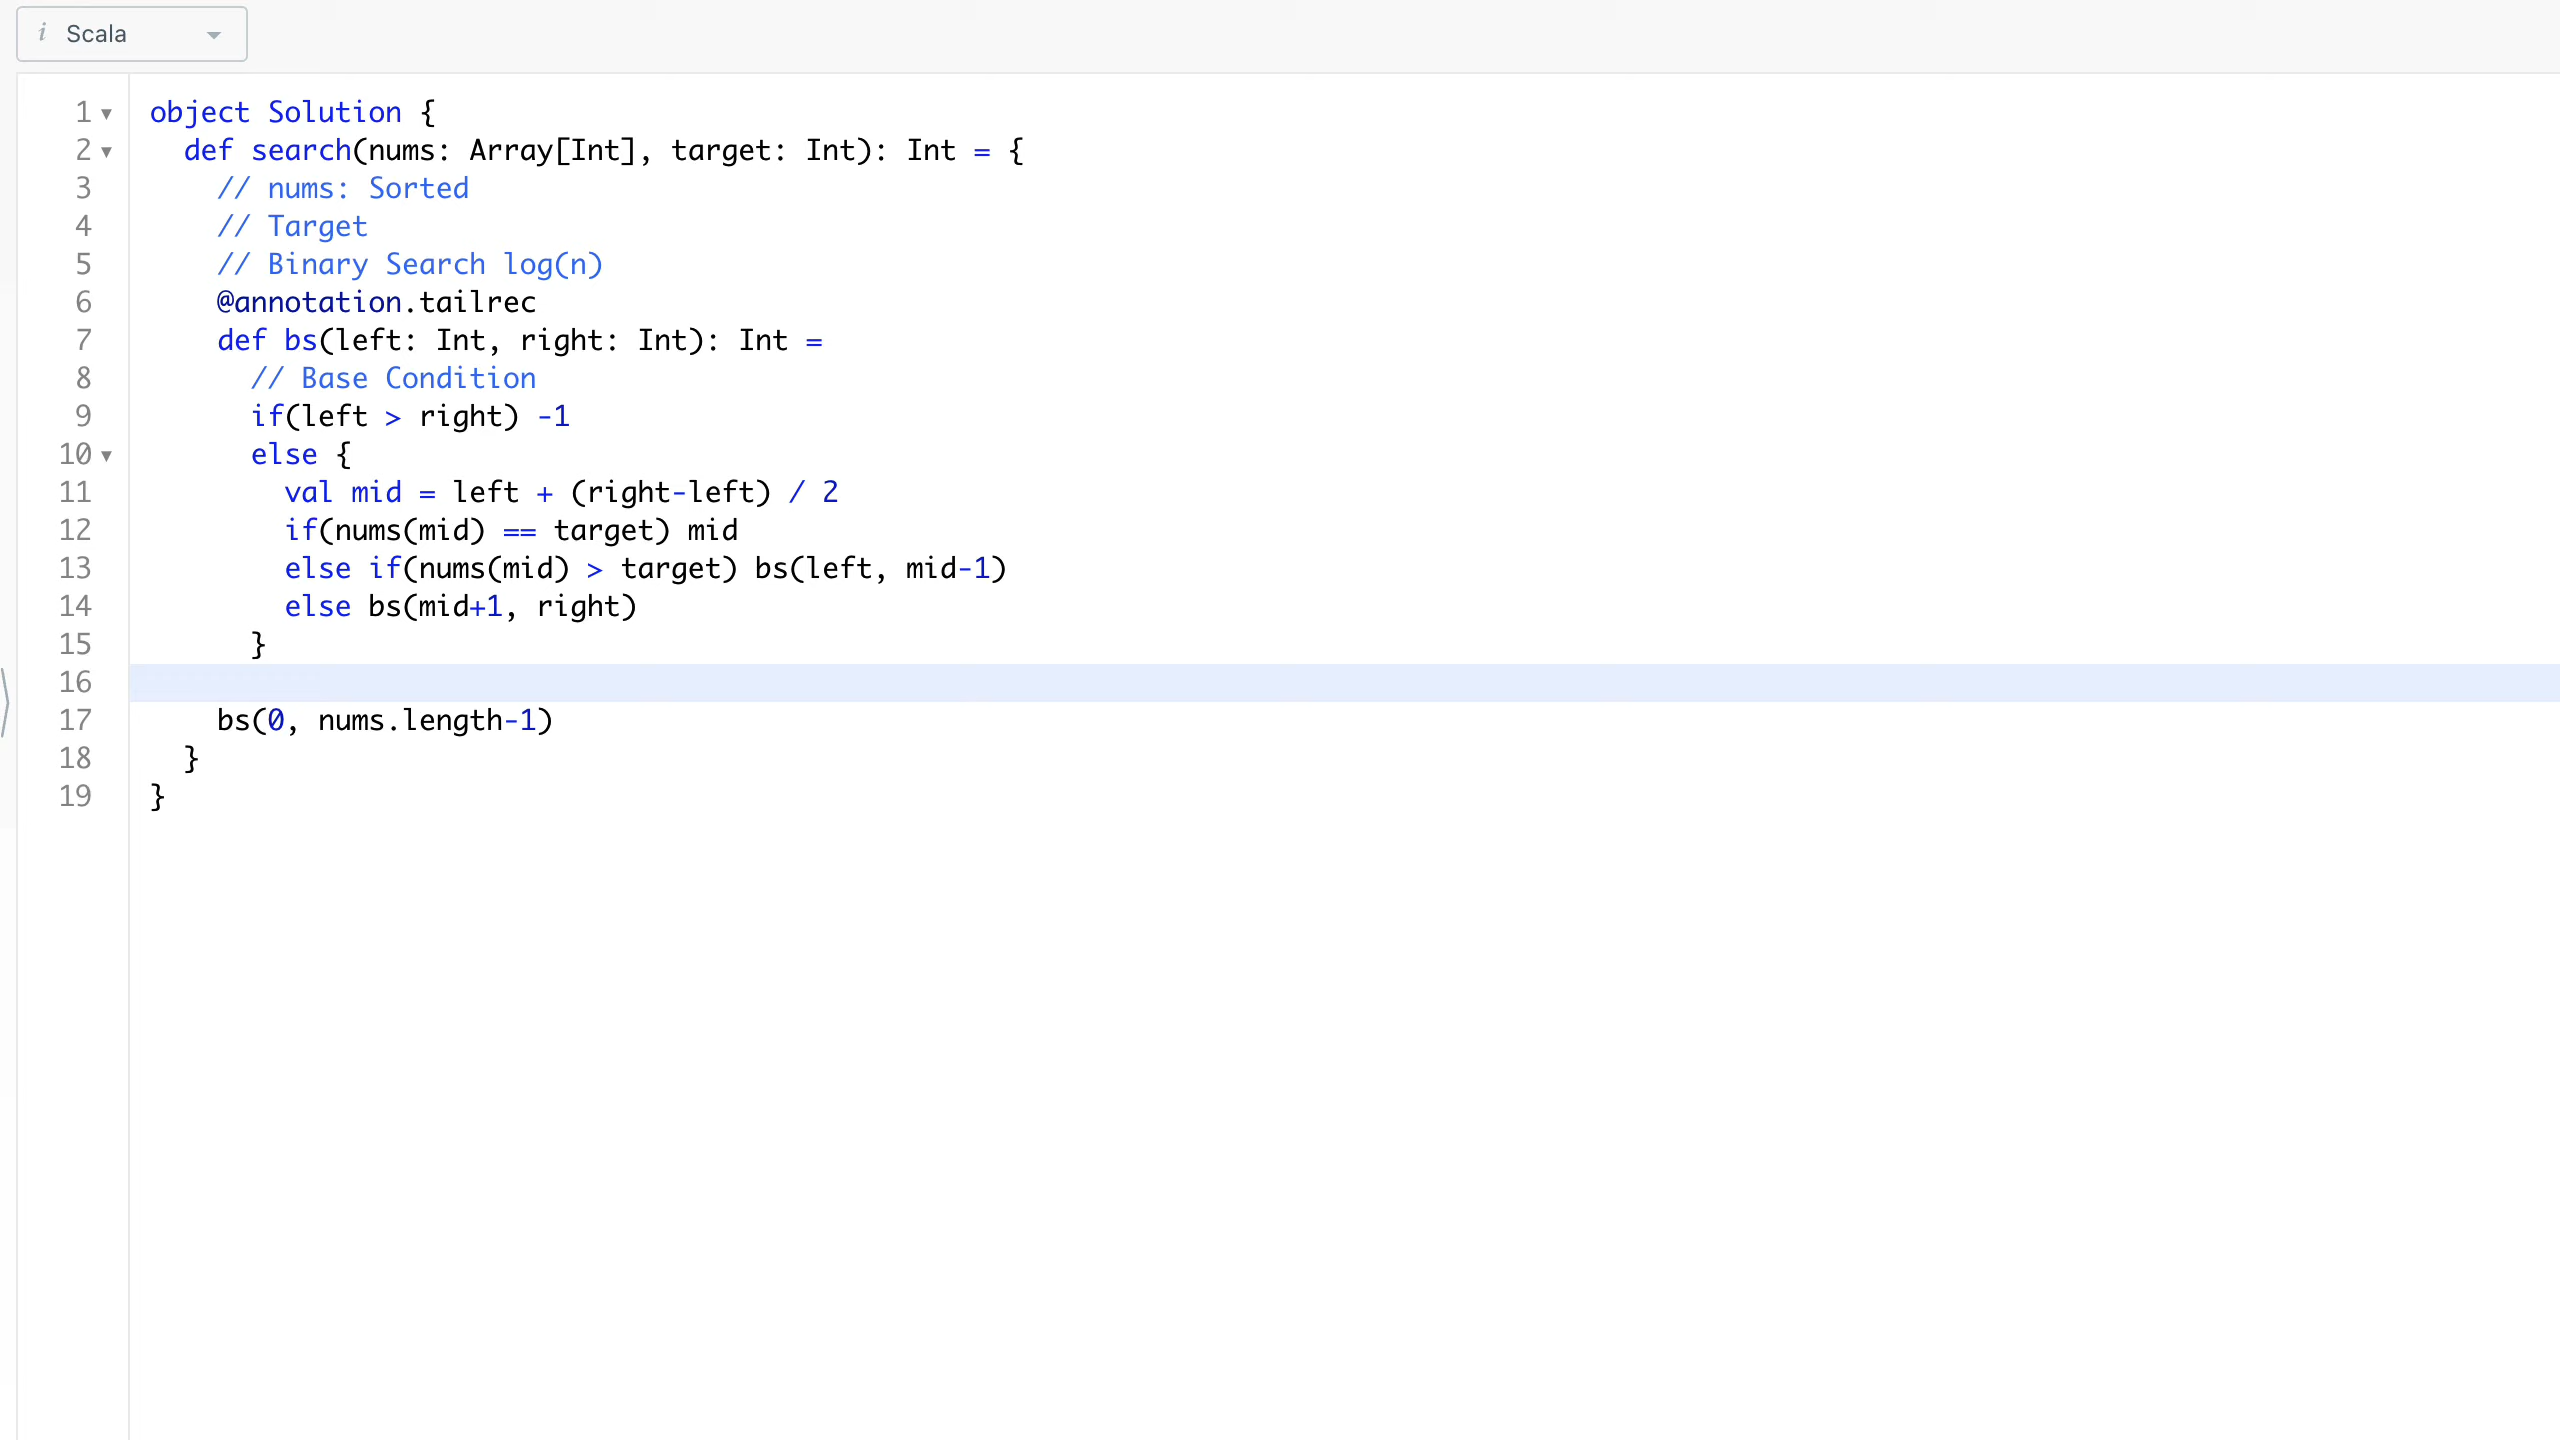 i Scala
1 object Solution {
2   def search(nums: Array[Int], target: Int): Int = {
3     // nums: Sorted
4     // Target
5     // Binary Search log(n)
6     @annotation.tailrec
7     def bs(left: Int, right: Int): Int =
8       // Base Condition
9       if(left > right) -1
10       else {
11         val mid = left + (right-left) / 2
12         if(nums(mid) == target) mid
13         else if(nums(mid) > target) bs(left, mid-1)
14         else bs(mid+1, right)
15       }
16
17     bs(0, nums.length-1)
18   }
19 }